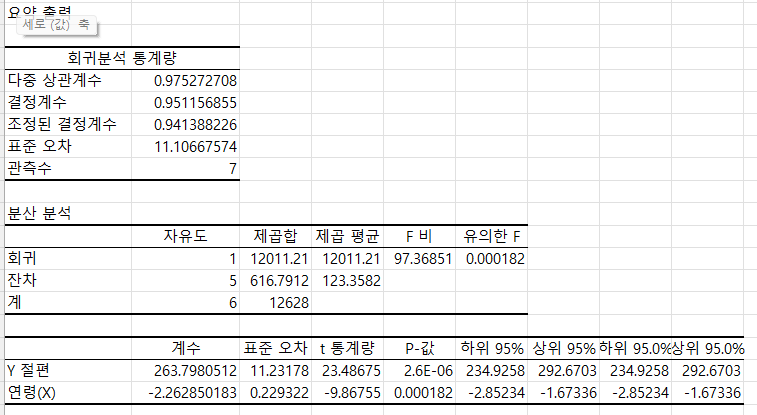 요약 출력
세로 (값) 축
회귀분석 통계량
다중 상관계수 0.975272708
결정계수 0.951156855
조정된 결정계수 0.941388226
표준 오차 11.10667574
관측수 7
분산 분석
자유도 제곱합 제곱 평균 F 비 유의한 F
회귀 1 12011.21 12011.21 97.36851 0.000182
잔차 5 616.7912 123.3582
계 6 12628
계수 표준 오차 t 통계량 P-값 하위 95% 상위 95% 하위 95.0% 상위 95.0%
Y 절편 263.7980512 11.23178 23.48675 2.6E-06 234.9258 292.6703 234.9258 292.6703
연령(X) -2.262850183 0.229322 -9.86755 0.000182 -2.85234 -1.67336 -2.85234 -1.67336